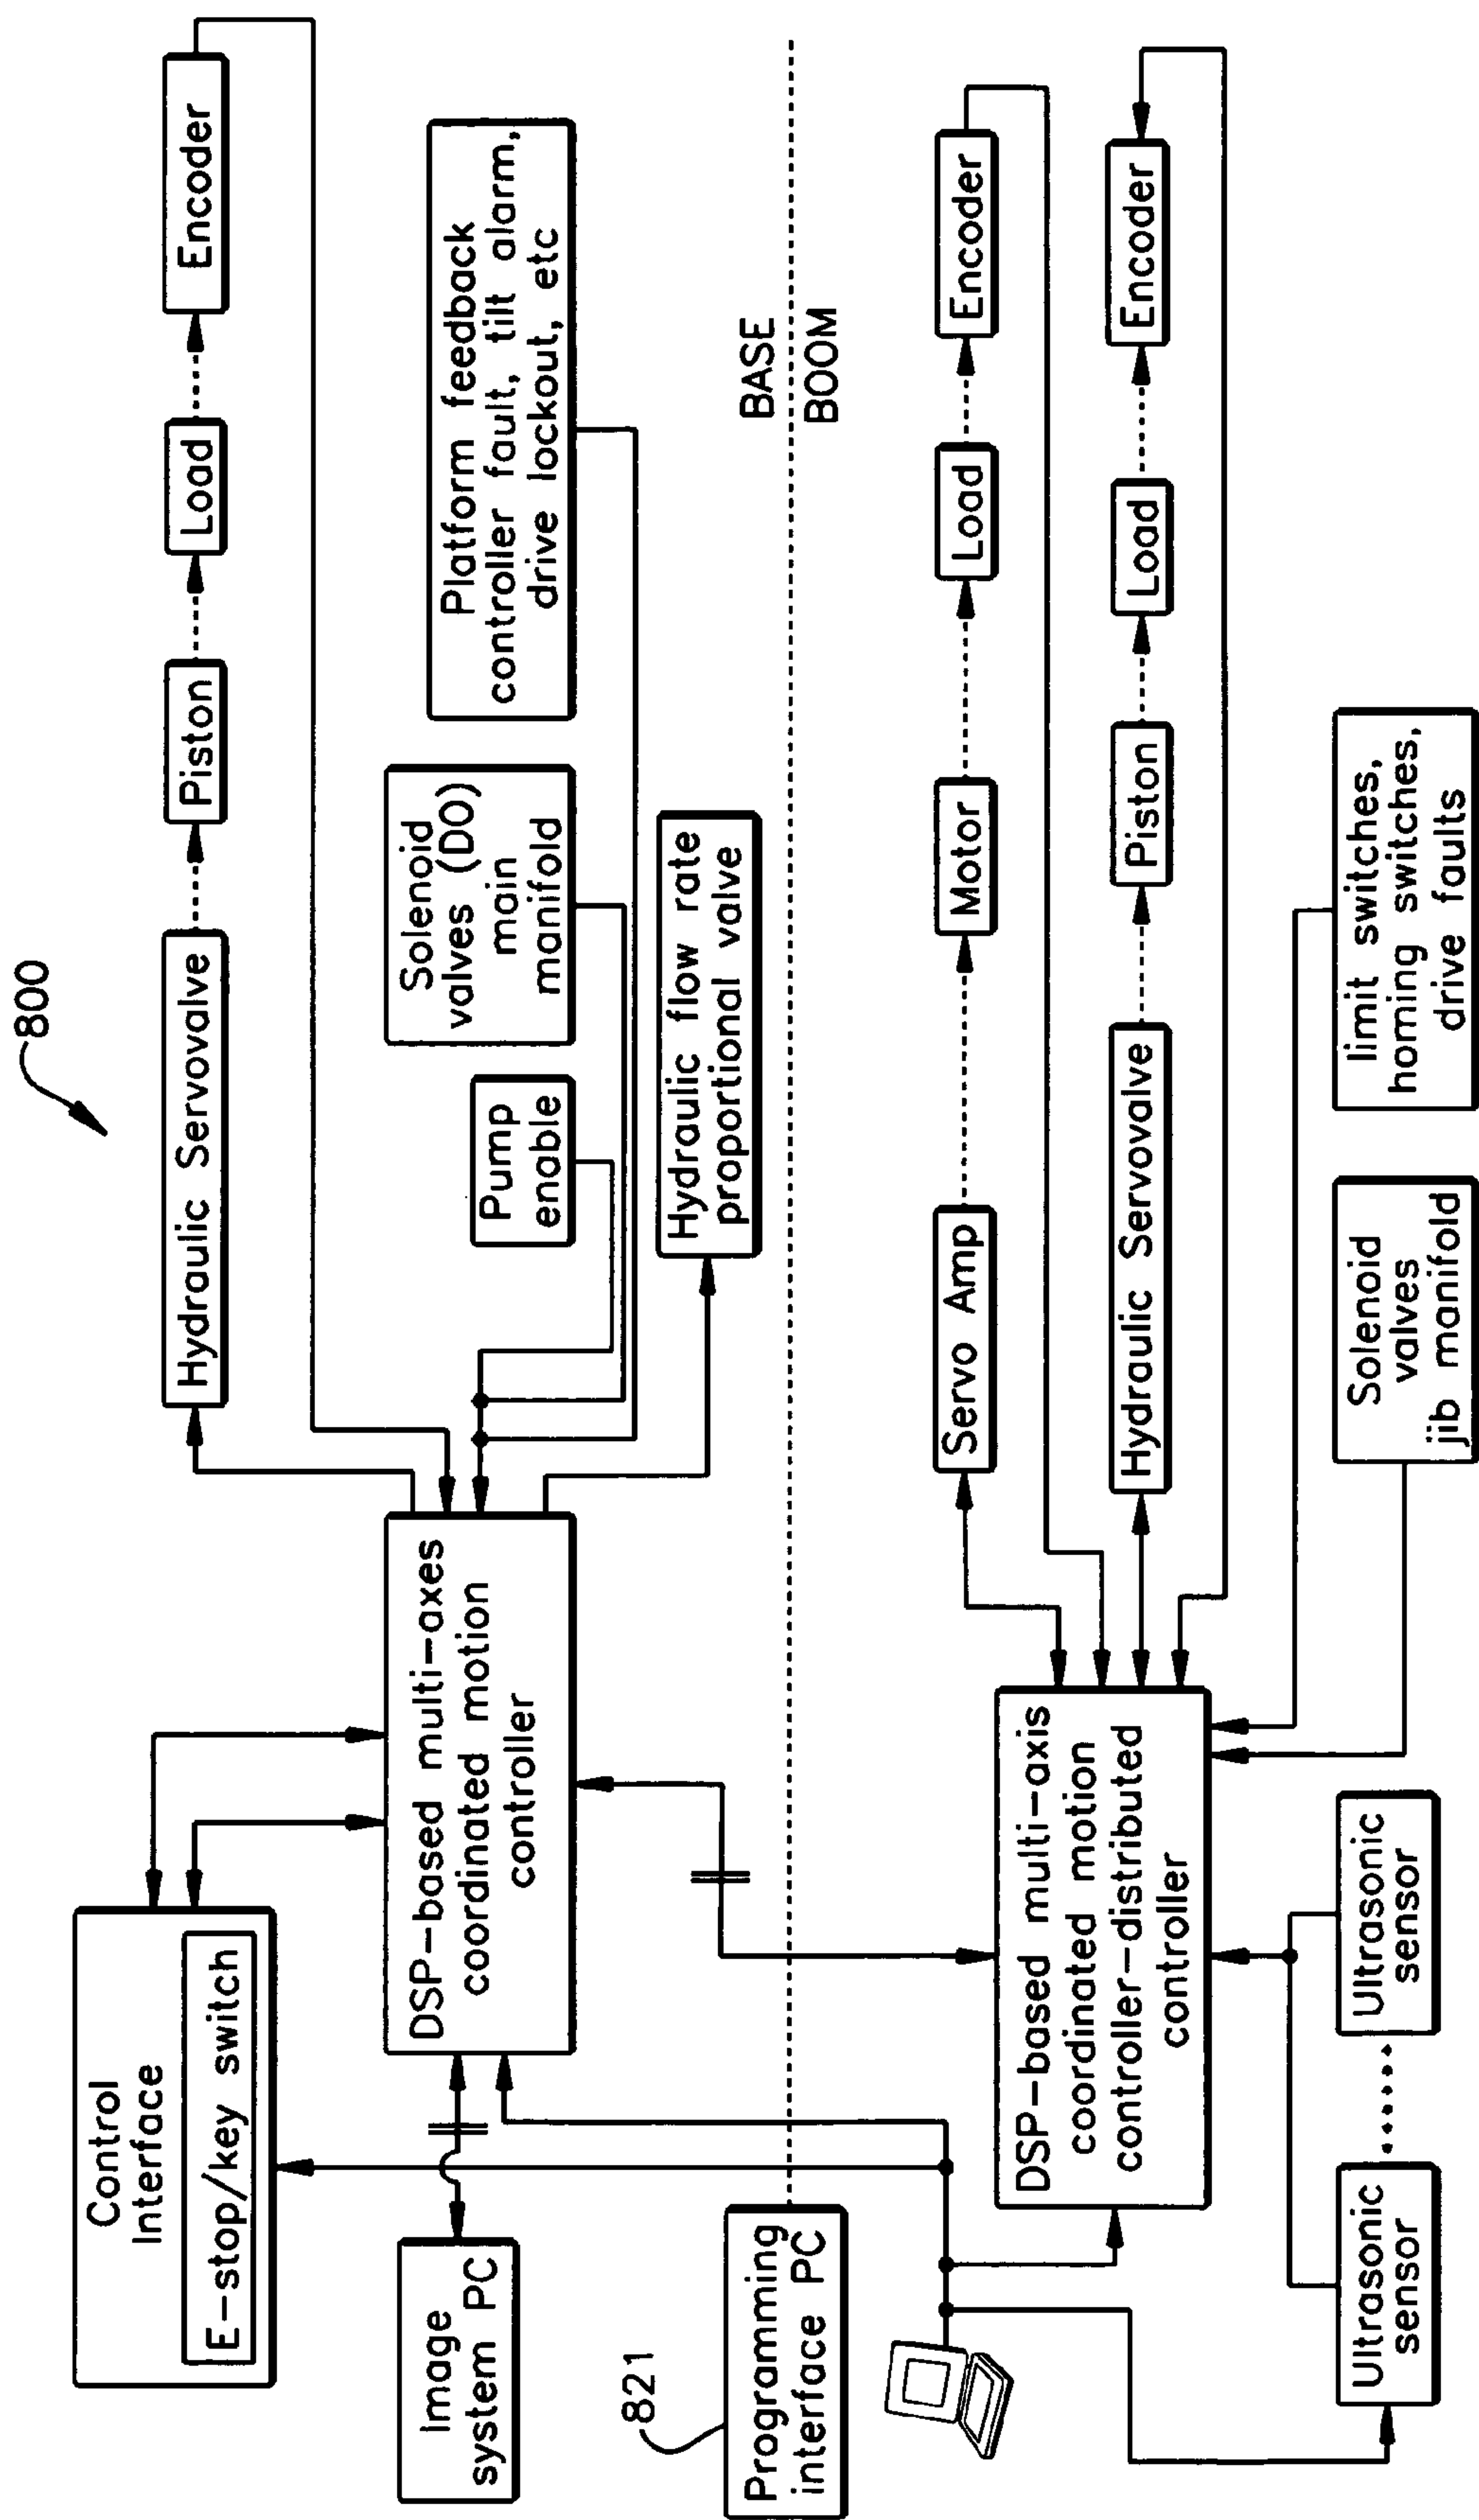 800
Control
Interface
E-stop/key switch
Hydraulic Servovalve
Piston
Load
Encoder
Image
system PC
DSP-based multi-axes
coordinated motion
controller
Pump
enable
Solenoid
valves (DO)
main
manifold
Platform feedback
controller fault, tilt alarm,
drive lockout, etc
Hydraulic flow rate
proportional valve
821
Programming
interface PC
BASE
BOOM
Servo Amp
Motor
Load
Encoder
DSP-based multi-axis
coordinated motion
controller-distributed
controller
Hydraulic Servovalve
Piston
Load
Encoder
Ultrasonic
sensor
Ultrasonic
sensor
Solenoid
valves
jib manifold
limit switches,
homing switches,
drive faults